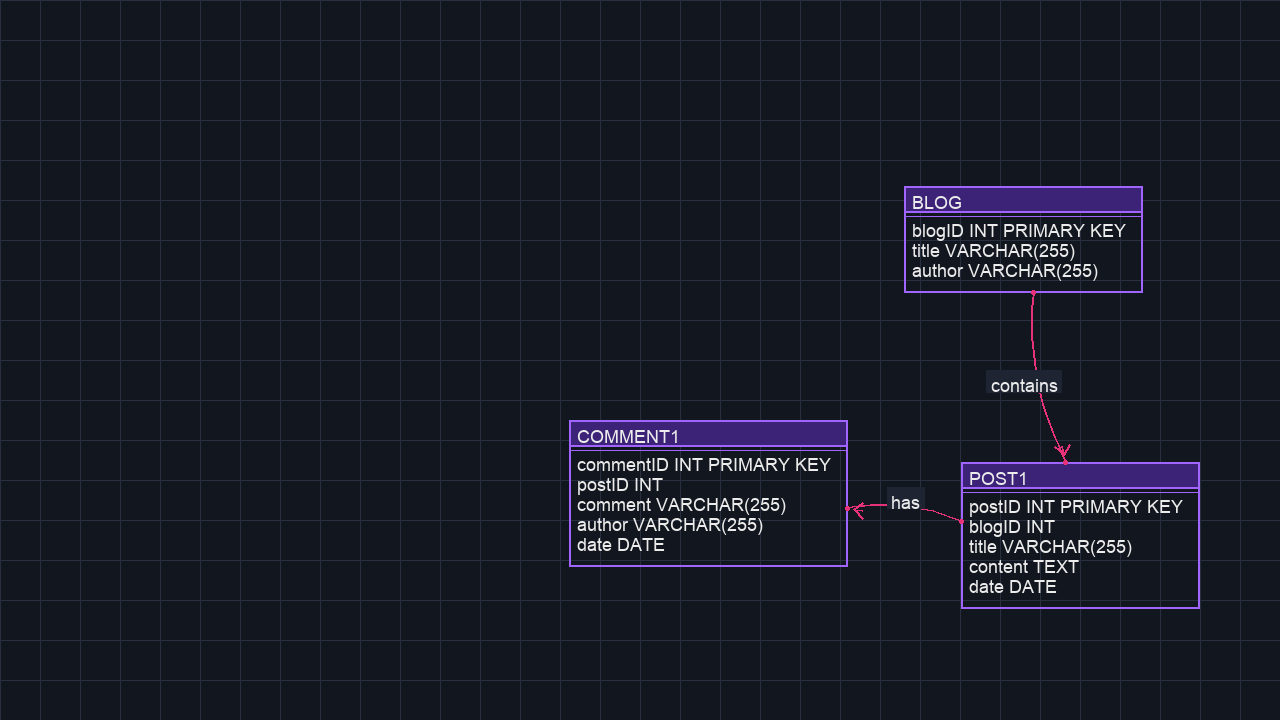 BLOG
blogID INT PRIMARY KEY
title VARCHAR(255)
author VARCHAR(255)
contains
COMMENT1
commentID INT PRIMARY KEY
postID INT
comment VARCHAR(255)
author VARCHAR(255)
date DATE
has
POST1
postID INT PRIMARY KEY
blogID INT
title VARCHAR(255)
content TEXT
date DATE